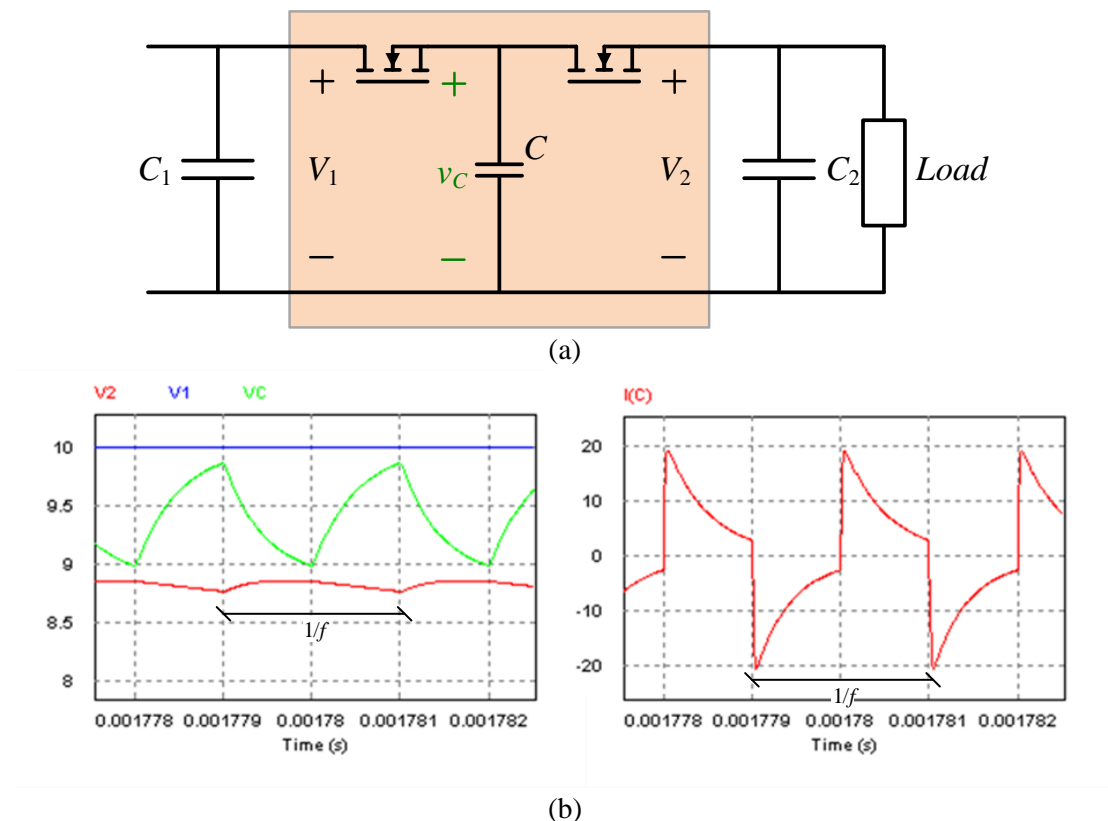 + + +
C1 V1 vC C V2 C2 Load
− − −
(a)
V2 V1 VC
10
9.5
9
8.5
8
1/f
0.001778 0.001779 0.00178 0.001781 0.001782
Time (s)
I(C)
20
10
0
-10
-20
1/f
0.001778 0.001779 0.00178 0.001781 0.001782
Time (s)
(b)